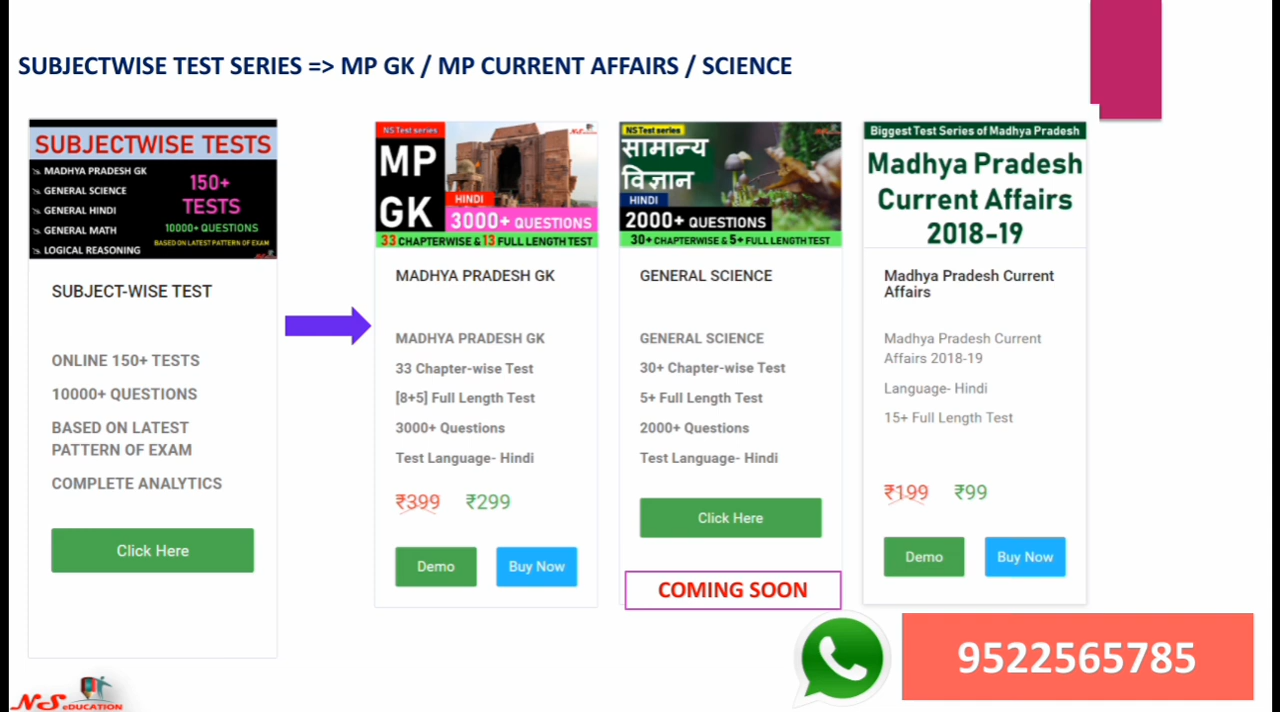 SUBJECTWISE TEST SERIES => MP GK / MP CURRENT AFFAIRS / SCIENCE
SUBJECTWISE TESTS
MADHYA PRADESH GK
GENERAL SCIENCE
GENERAL HINDI
GENERAL MATH
LOGICAL REASONING
150+
TESTS
10000+ QUESTIONS
BASED ON LATEST PATTERN OF EXAM
SUBJECT-WISE TEST
ONLINE 150+ TESTS
10000+ QUESTIONS
BASED ON LATEST
PATTERN OF EXAM
COMPLETE ANALYTICS
Click Here
NS Test series
MP
GK
HINDI
3000+ QUESTIONS
33 CHAPTERWISE & 13 FULL LENGTH TEST
MADHYA PRADESH GK
MADHYA PRADESH GK
33 Chapter-wise Test
[8+5] Full Length Test
3000+ Questions
Test Language- Hindi
₹399 ₹299
Demo Buy Now
NS Test series
सामान्य
विज्ञान
HINDI
2000+ QUESTIONS
30+ CHAPTERWISE & 5+ FULL LENGTH TEST
GENERAL SCIENCE
GENERAL SCIENCE
30+ Chapter-wise Test
5+ Full Length Test
2000+ Questions
Test Language- Hindi
Click Here
COMING SOON
Biggest Test Series of Madhya Pradesh
Madhya Pradesh
Current Affairs
2018-19
Madhya Pradesh Current
Affairs
Madhya Pradesh Current
Affairs 2018-19
Language- Hindi
15+ Full Length Test
₹199 ₹99
Demo Buy Now
9522565785
NS eDUCATION